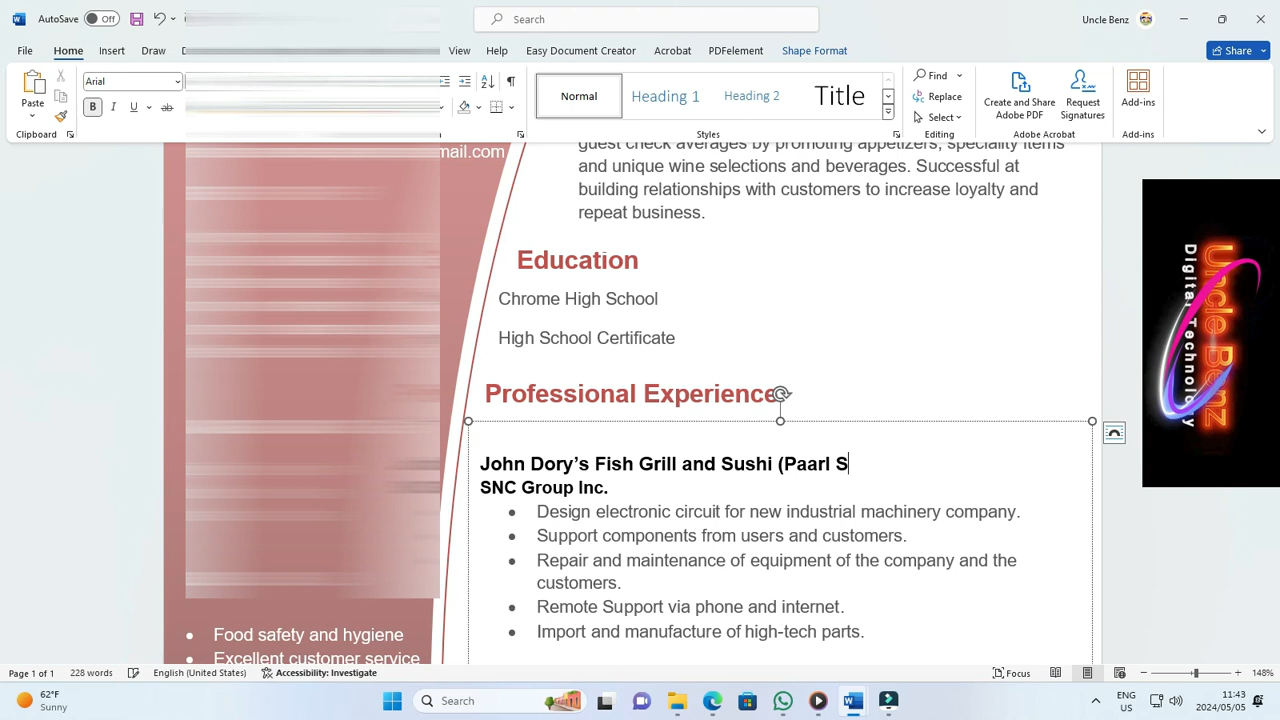 AutoSave Off
Search
Uncle Benz
File Home Insert Draw View Help Easy Document Creator Acrobat PDFelement Shape Format
Share
Paste
Arial
B I U ab
Normal
Heading 1
Heading 2
Title
Find
Replace
Select
Create and Share
Adobe PDF
Request
Signatures
Add-ins
Clipboard Styles Editing Adobe Acrobat Add-ins
mail.com
guest check averages by promoting appetizers, speciality items
and unique wine selections and beverages. Successful at
building relationships with customers to increase loyalty and
repeat business.
Education
Chrome High School
High School Certificate
Professional Experience
John Dory’s Fish Grill and Sushi (Paarl S
SNC Group Inc.
• Design electronic circuit for new industrial machinery company.
• Support components from users and customers.
• Repair and maintenance of equipment of the company and the
customers.
• Remote Support via phone and internet.
• Import and manufacture of high-tech parts.
• Food safety and hygiene
• Excellent customer service
Uncle Benz
Digital Technology
Page 1 of 1 228 words English (United States) Accessibility: Investigate
Focus
148%
62°F
Sunny
Search
ENG
US
11:43
2024/05/05